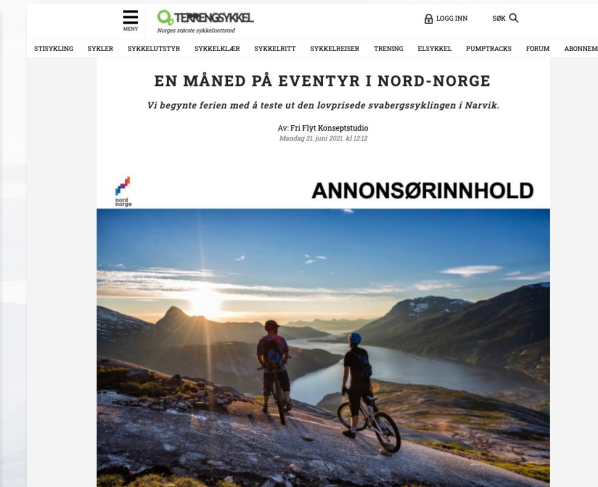 MENY
TERRENGSYKKEL
Norges største sykkelnettsted
LOGG INN
SØK
STISYKLING SYKLER SYKKELUTSTYR SYKKELKLÆR SYKKELRITT SYKKELREISER TRENING ELSYKKEL PUMPTRACKS FORUM ABONNEM
EN MÅNED PÅ EVENTYR I NORD-NORGE
Vi begynte ferien med å teste ut den lovprisede svabergssyklingen i Narvik.
Av: Fri Flyt Konseptstudio
Mandag 21. juni 2021. kl 12:12
nord
norge
ANNONSØRINNHOLD